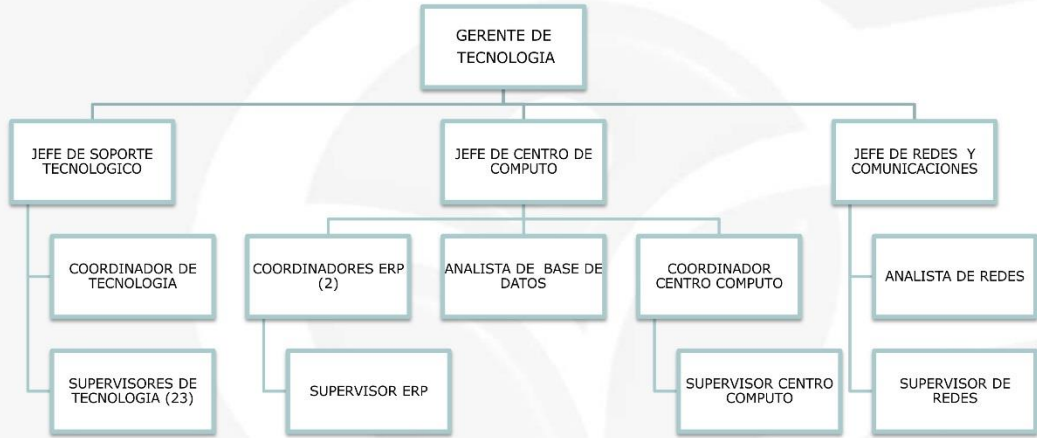 GERENTE DE
TECNOLOGIA
JEFE DE SOPORTE
TECNOLOGICO
JEFE DE CENTRO DE
COMPUTO
JEFE DE REDES Y
COMUNICACIONES
COORDINADOR DE
TECNOLOGIA
COORDINADORES ERP
(2)
ANALISTA DE BASE DE
DATOS
COORDINADOR
CENTRO COMPUTO
ANALISTA DE REDES
SUPERVISORES DE
TECNOLOGIA (23)
SUPERVISOR ERP
SUPERVISOR CENTRO
COMPUTO
SUPERVISOR DE
REDES